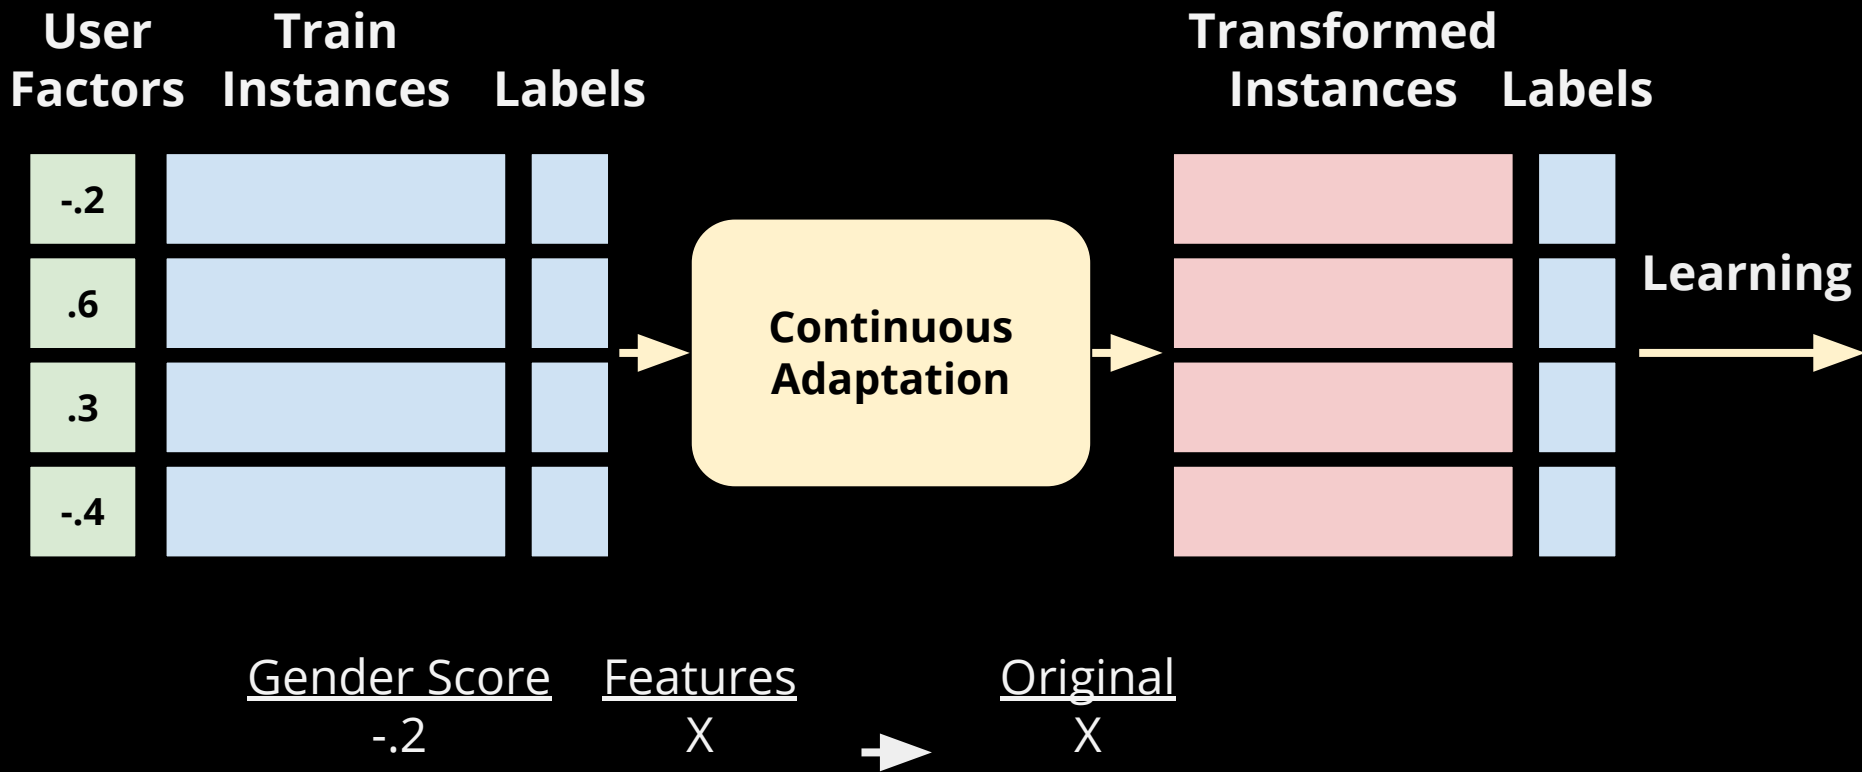 User Factors
Train Instances
Labels
Transformed Instances
Labels
-.2
.6
.3
-.4
Continuous
Adaptation
Learning
Gender Score Features Original
-.2 X X